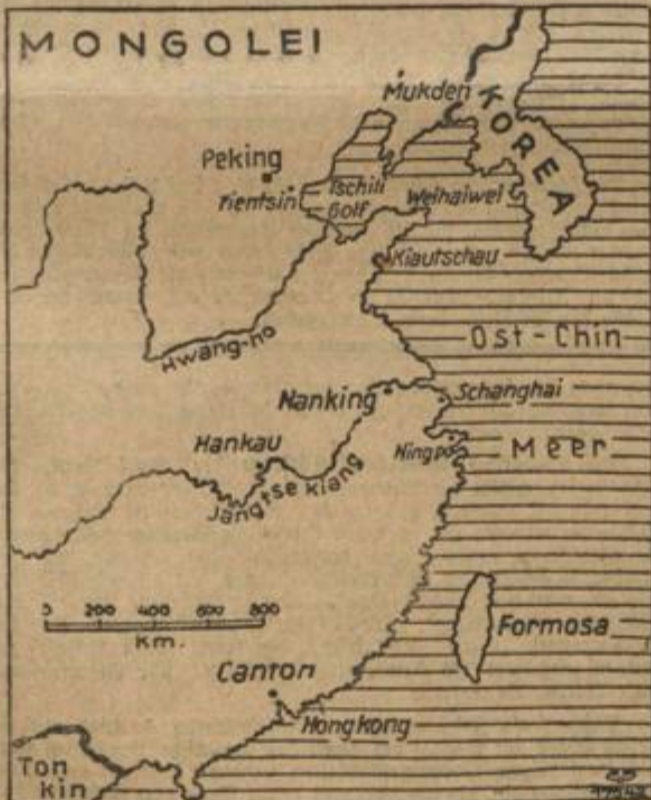 MONGOLEI
Mukden
KOREA
Peking
Tientsin
Tschili
Golf
Weihaiwei
Kiautschau
Hwang-ho
Ost-Chin
Nanking
Schanghai
Hankau
Ningpo
Meer
Jangtse Kiang
0 200 400 600 800
Km.
Formosa
Canton
Hongkong
Ton
kin